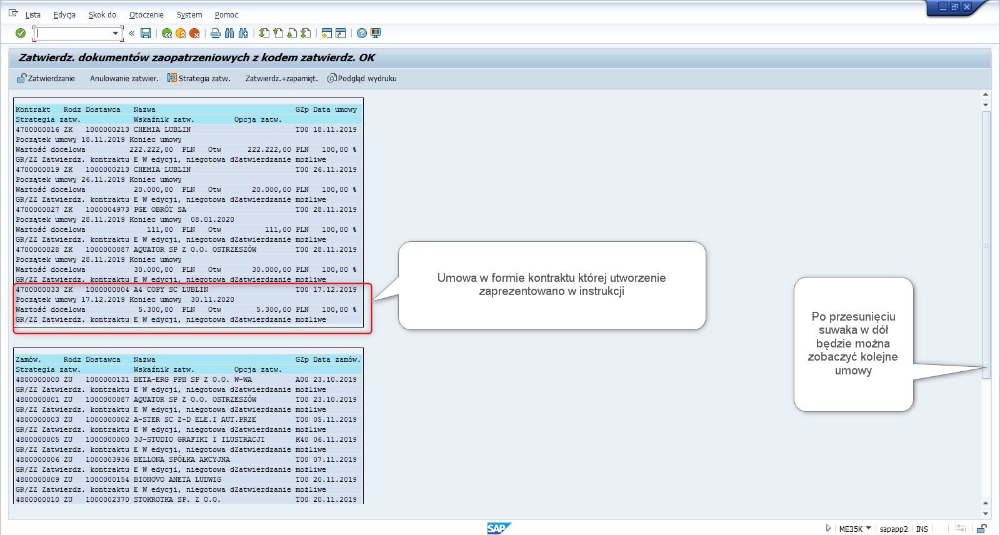 Lista Edycja Skok do Otoczenie System Pomoc
«
Zatwierdz. dokumentów zaopatrzeniowych z kodem zatwierdz. OK
Zatwierdzanie Anulowanie zatwier. Strategia zatw. Zatwierdz.+zapamięt. Podgląd wydruku
Kontrakt Rodz Dostawca Nazwa GZp Data umowy
Strategia zatw. Wskaźnik zatw. Opcja zatw.
4700000016 ZK 1000000213 CHEMIA LUBLIN T00 18.11.2019
Początek umowy 18.11.2019 Koniec umowy
Wartość docelowa 222.222,00 PLN Otw 222.222,00 PLN 100,00 %
GR/ZZ Zatwierdz. kontraktu E W edycji, niegotowa dZatwierdzanie możliwe
4700000019 ZK 1000000213 CHEMIA LUBLIN T00 26.11.2019
Początek umowy 26.11.2019 Koniec umowy
Wartość docelowa 20.000,00 PLN Otw 20.000,00 PLN 100,00 %
GR/ZZ Zatwierdz. kontraktu E W edycji, niegotowa dZatwierdzanie możliwe
4700000027 ZK 1000004973 PGE OBRÓT SA T00 28.11.2019
Początek umowy 28.11.2019 Koniec umowy 08.01.2020
Wartość docelowa 111,00 PLN Otw 111,00 PLN 100,00 %
GR/ZZ Zatwierdz. kontraktu E W edycji, niegotowa dZatwierdzanie możliwe
4700000028 ZK 1000000087 AQUATOR SP Z O.O. OSTRZESZÓW T00 28.11.2019
Początek umowy 28.11.2019 Koniec umowy
Wartość docelowa 30.000,00 PLN Otw 30.000,00 PLN 100,00 %
GR/ZZ Zatwierdz. kontraktu E W edycji, niegotowa dZatwierdzanie możliwe
4700000033 ZK 1000000004 A4 COPY SC LUBLIN T00 17.12.2019
Początek umowy 17.12.2019 Koniec umowy 30.11.2020
Wartość docelowa 5.300,00 PLN Otw 5.300,00 PLN 100,00 %
GR/ZZ Zatwierdz. kontraktu E W edycji, niegotowa dZatwierdzanie możliwe
Umowa w formie kontraktu której utworzenie
zaprezentowano w instrukcji
Po przesunięciu
suwaka w dół
będzie można
zobaczyć kolejne
umowy
Zamów. Rodz Dostawca Nazwa GZp Data zamów.
Strategia zatw. Wskaźnik zatw. Opcja zatw.
4800000000 ZU 1000000131 BETA-ERG PPH SP Z O.O. W-WA A00 23.10.2019
GR/ZZ Zatwierdz. kontraktu E W edycji, niegotowa dZatwierdzanie możliwe
4800000001 ZU 1000000087 AQUATOR SP Z O.O. OSTRZESZÓW T00 23.10.2019
GR/ZZ Zatwierdz. kontraktu E W edycji, niegotowa dZatwierdzanie możliwe
4800000003 ZU 1000000002 A-STER SC Z-D ELE.I AUT.PRZE T00 05.11.2019
GR/ZZ Zatwierdz. kontraktu E W edycji, niegotowa dZatwierdzanie możliwe
4800000005 ZU 1000000000 3J-STUDIO GRAFIKI I ILUSTRACJI K40 06.11.2019
GR/ZZ Zatwierdz. kontraktu E W edycji, niegotowa dZatwierdzanie możliwe
4800000006 ZU 1000003936 BELLONA SPÓŁKA AKCYJNA T00 07.11.2019
GR/ZZ Zatwierdz. kontraktu E W edycji, niegotowa dZatwierdzanie możliwe
4800000009 ZU 1000000154 BIONOVO ANETA LUDWIG T00 20.11.2019
GR/ZZ Zatwierdz. kontraktu E W edycji, niegotowa dZatwierdzanie możliwe
4800000010 ZU 1000002370 STOKROTKA SP. Z O.O. T00 20.11.2019
SAP ME35K sapapp2 INS